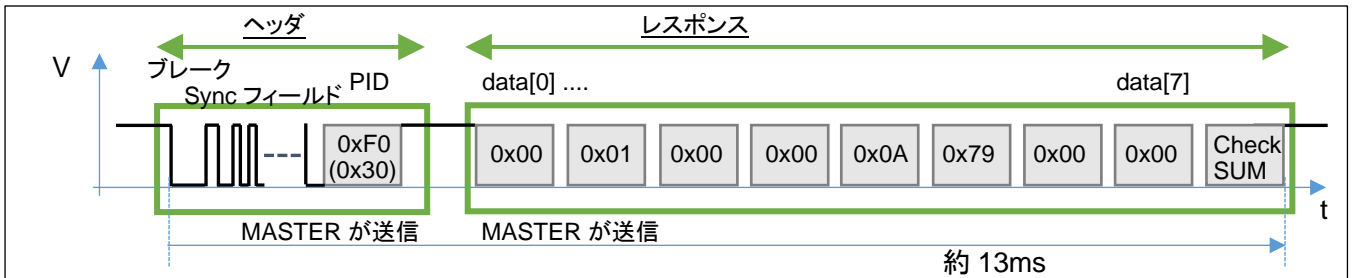 ヘッダ
レスポンス
V
ブレーク
Sync フィールド
PID
data[0] ....
data[7]
0xF0
(0x30)
0x00
0x01
0x00
0x00
0x0A
0x79
0x00
0x00
Check
SUM
t
MASTER が送信
MASTER が送信
約 13ms